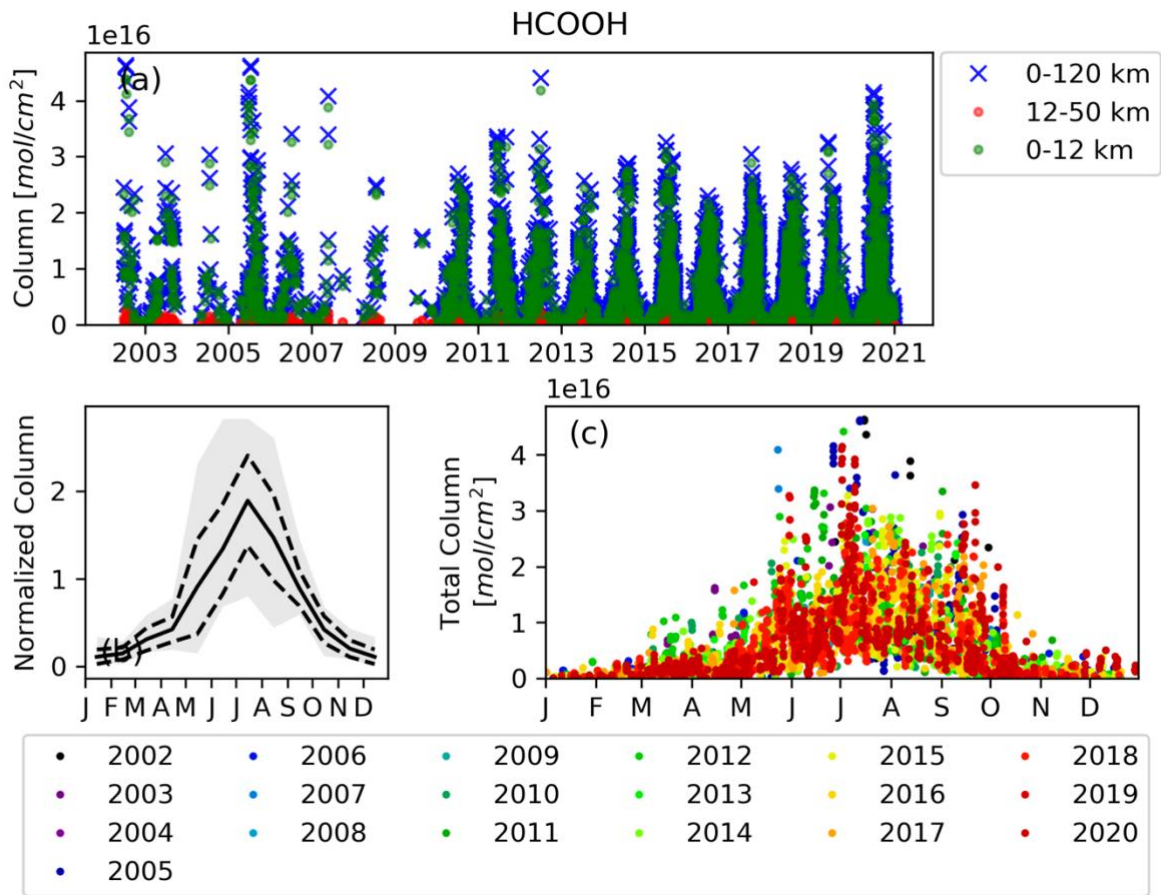 HCOOH
1e16
(a)
Column [mol/cm²]
4
3
2
1
0
2003 2005 2007 2009 2011 2013 2015 2017 2019 2021
0-120 km
12-50 km
0-12 km
Normalized Column
2
1
0
J F M A M J J A S O N D
1e16
(c)
Total Column
[mol/cm²]
4
3
2
1
0
J F M A M J J A S O N D
2002 2006 2009 2012 2015 2018
2003 2007 2010 2013 2016 2019
2004 2008 2011 2014 2017 2020
2005